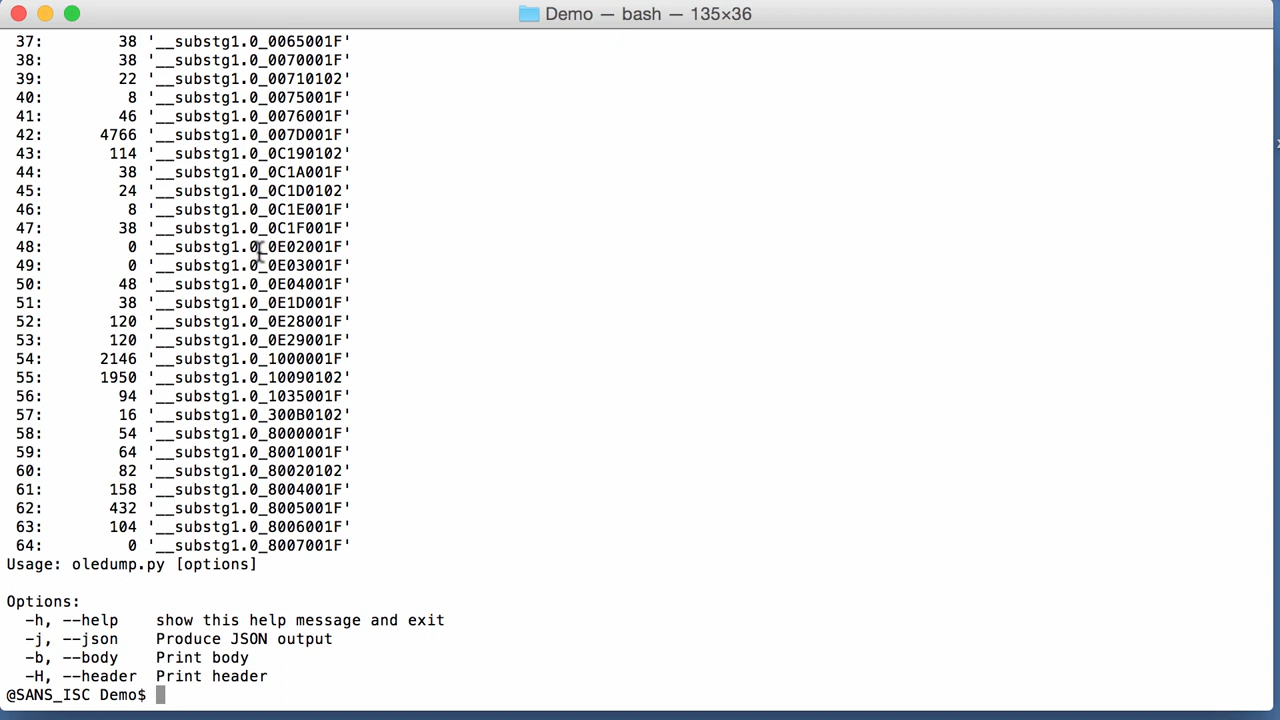 Demo — bash — 135×36
37: 38 '__substg1.0_0065001F'
38: 38 '__substg1.0_0070001F'
39: 22 '__substg1.0_00710102'
40: 8 '__substg1.0_0075001F'
41: 46 '__substg1.0_0076001F'
42: 4766 '__substg1.0_007D001F'
43: 114 '__substg1.0_0C190102'
44: 38 '__substg1.0_0C1A001F'
45: 24 '__substg1.0_0C1D0102'
46: 8 '__substg1.0_0C1E001F'
47: 38 '__substg1.0_0C1F001F'
48: 0 '__substg1.0_0E02001F'
49: 0 '__substg1.0_0E03001F'
50: 48 '__substg1.0_0E04001F'
51: 38 '__substg1.0_0E1D001F'
52: 120 '__substg1.0_0E28001F'
53: 120 '__substg1.0_0E29001F'
54: 2146 '__substg1.0_1000001F'
55: 1950 '__substg1.0_10090102'
56: 94 '__substg1.0_1035001F'
57: 16 '__substg1.0_300B0102'
58: 54 '__substg1.0_8000001F'
59: 64 '__substg1.0_8001001F'
60: 82 '__substg1.0_80020102'
61: 158 '__substg1.0_8004001F'
62: 432 '__substg1.0_8005001F'
63: 104 '__substg1.0_8006001F'
64: 0 '__substg1.0_8007001F'
Usage: oledump.py [options]
Options:
-h, --help show this help message and exit
-j, --json Produce JSON output
-b, --body Print body
-H, --header Print header
@SANS_ISC Demo$